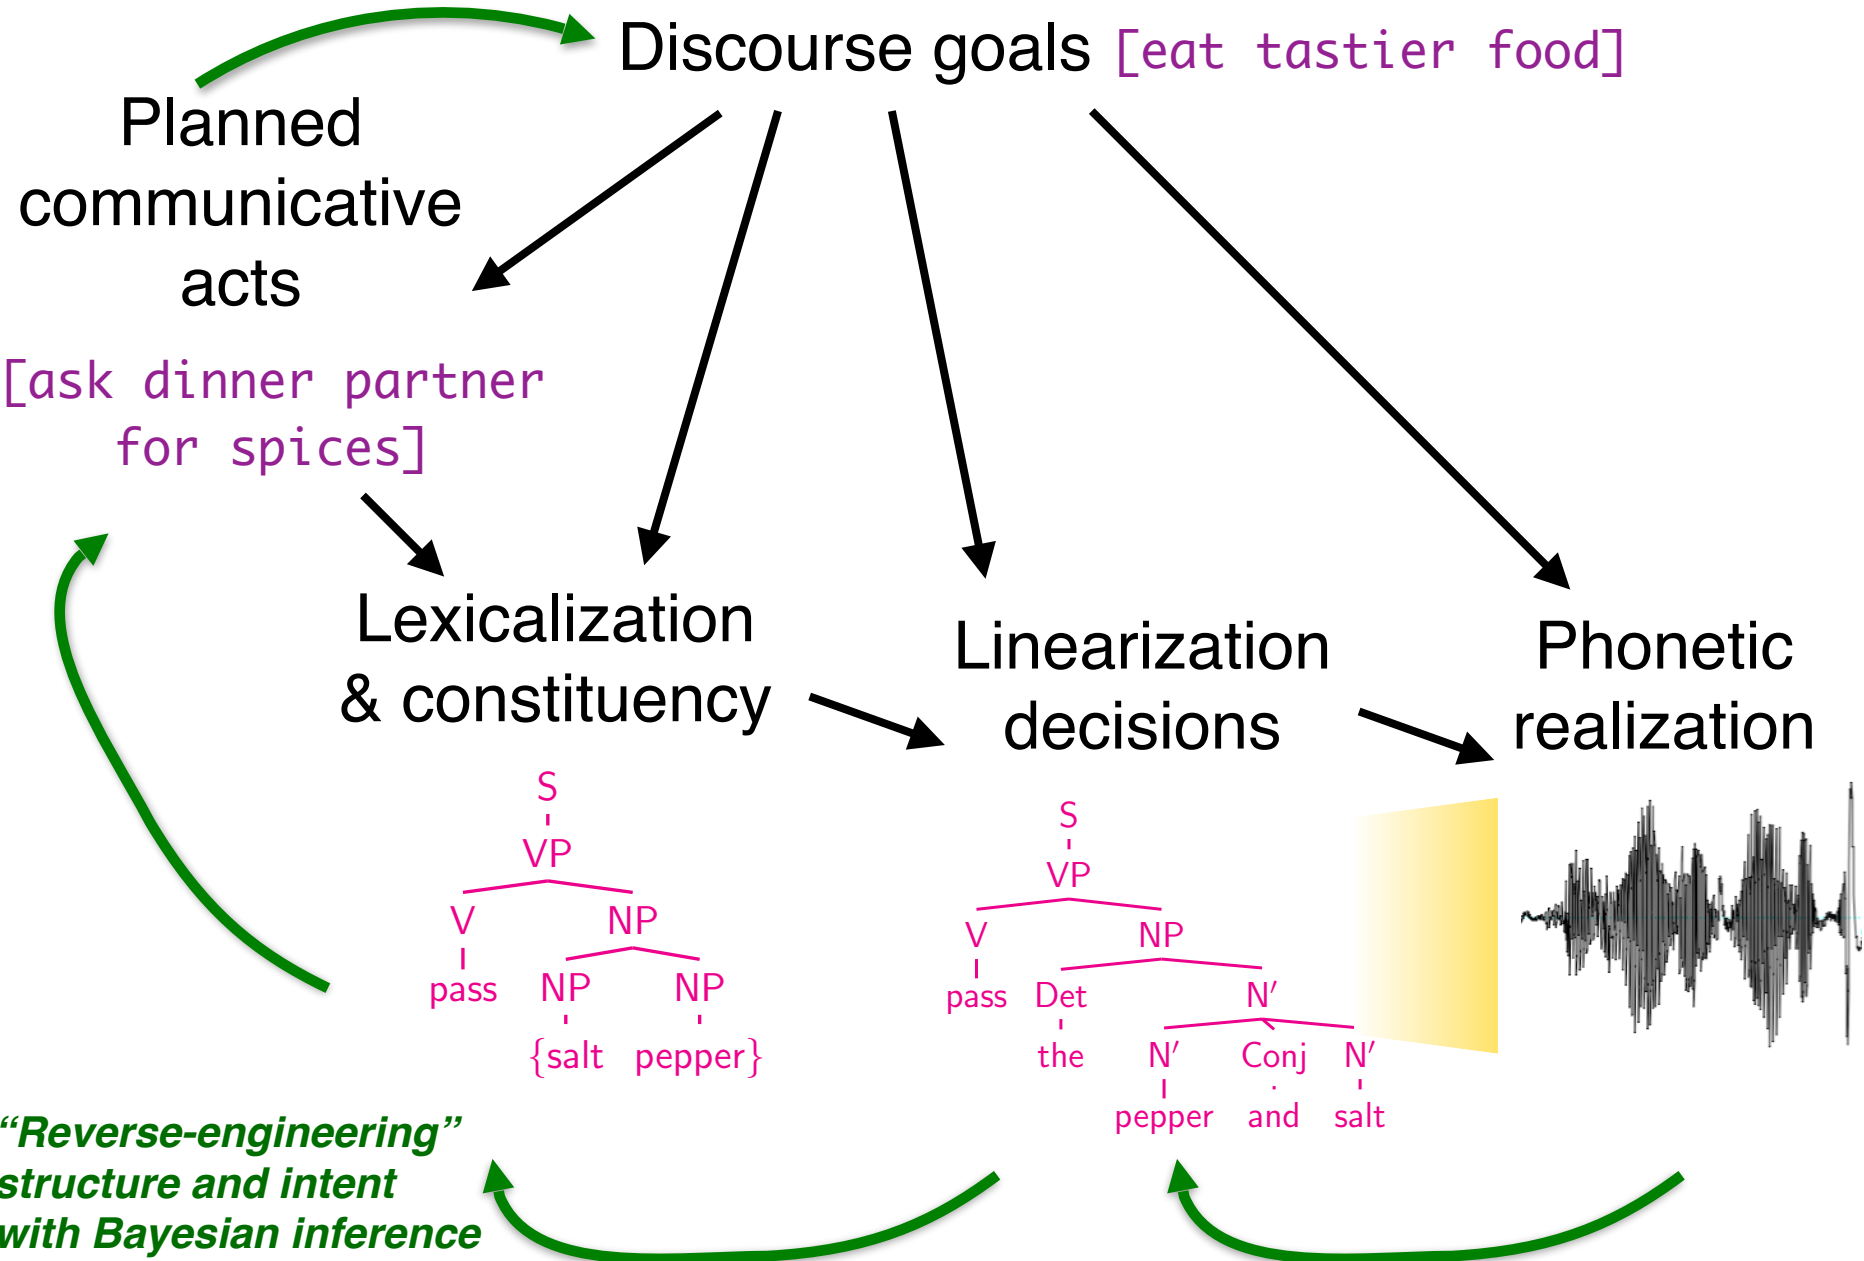 Discourse goals [eat tastier food]
Planned
communicative
acts
[ask dinner partner
for spices]
Lexicalization
& constituency
Linearization
decisions
Phonetic
realization
S
VP
V NP
pass NP NP
{salt pepper}
S
VP
V NP
pass Det N′
the N′ Conj N′
pepper and salt
“Reverse-engineering”
structure and intent
with Bayesian inference